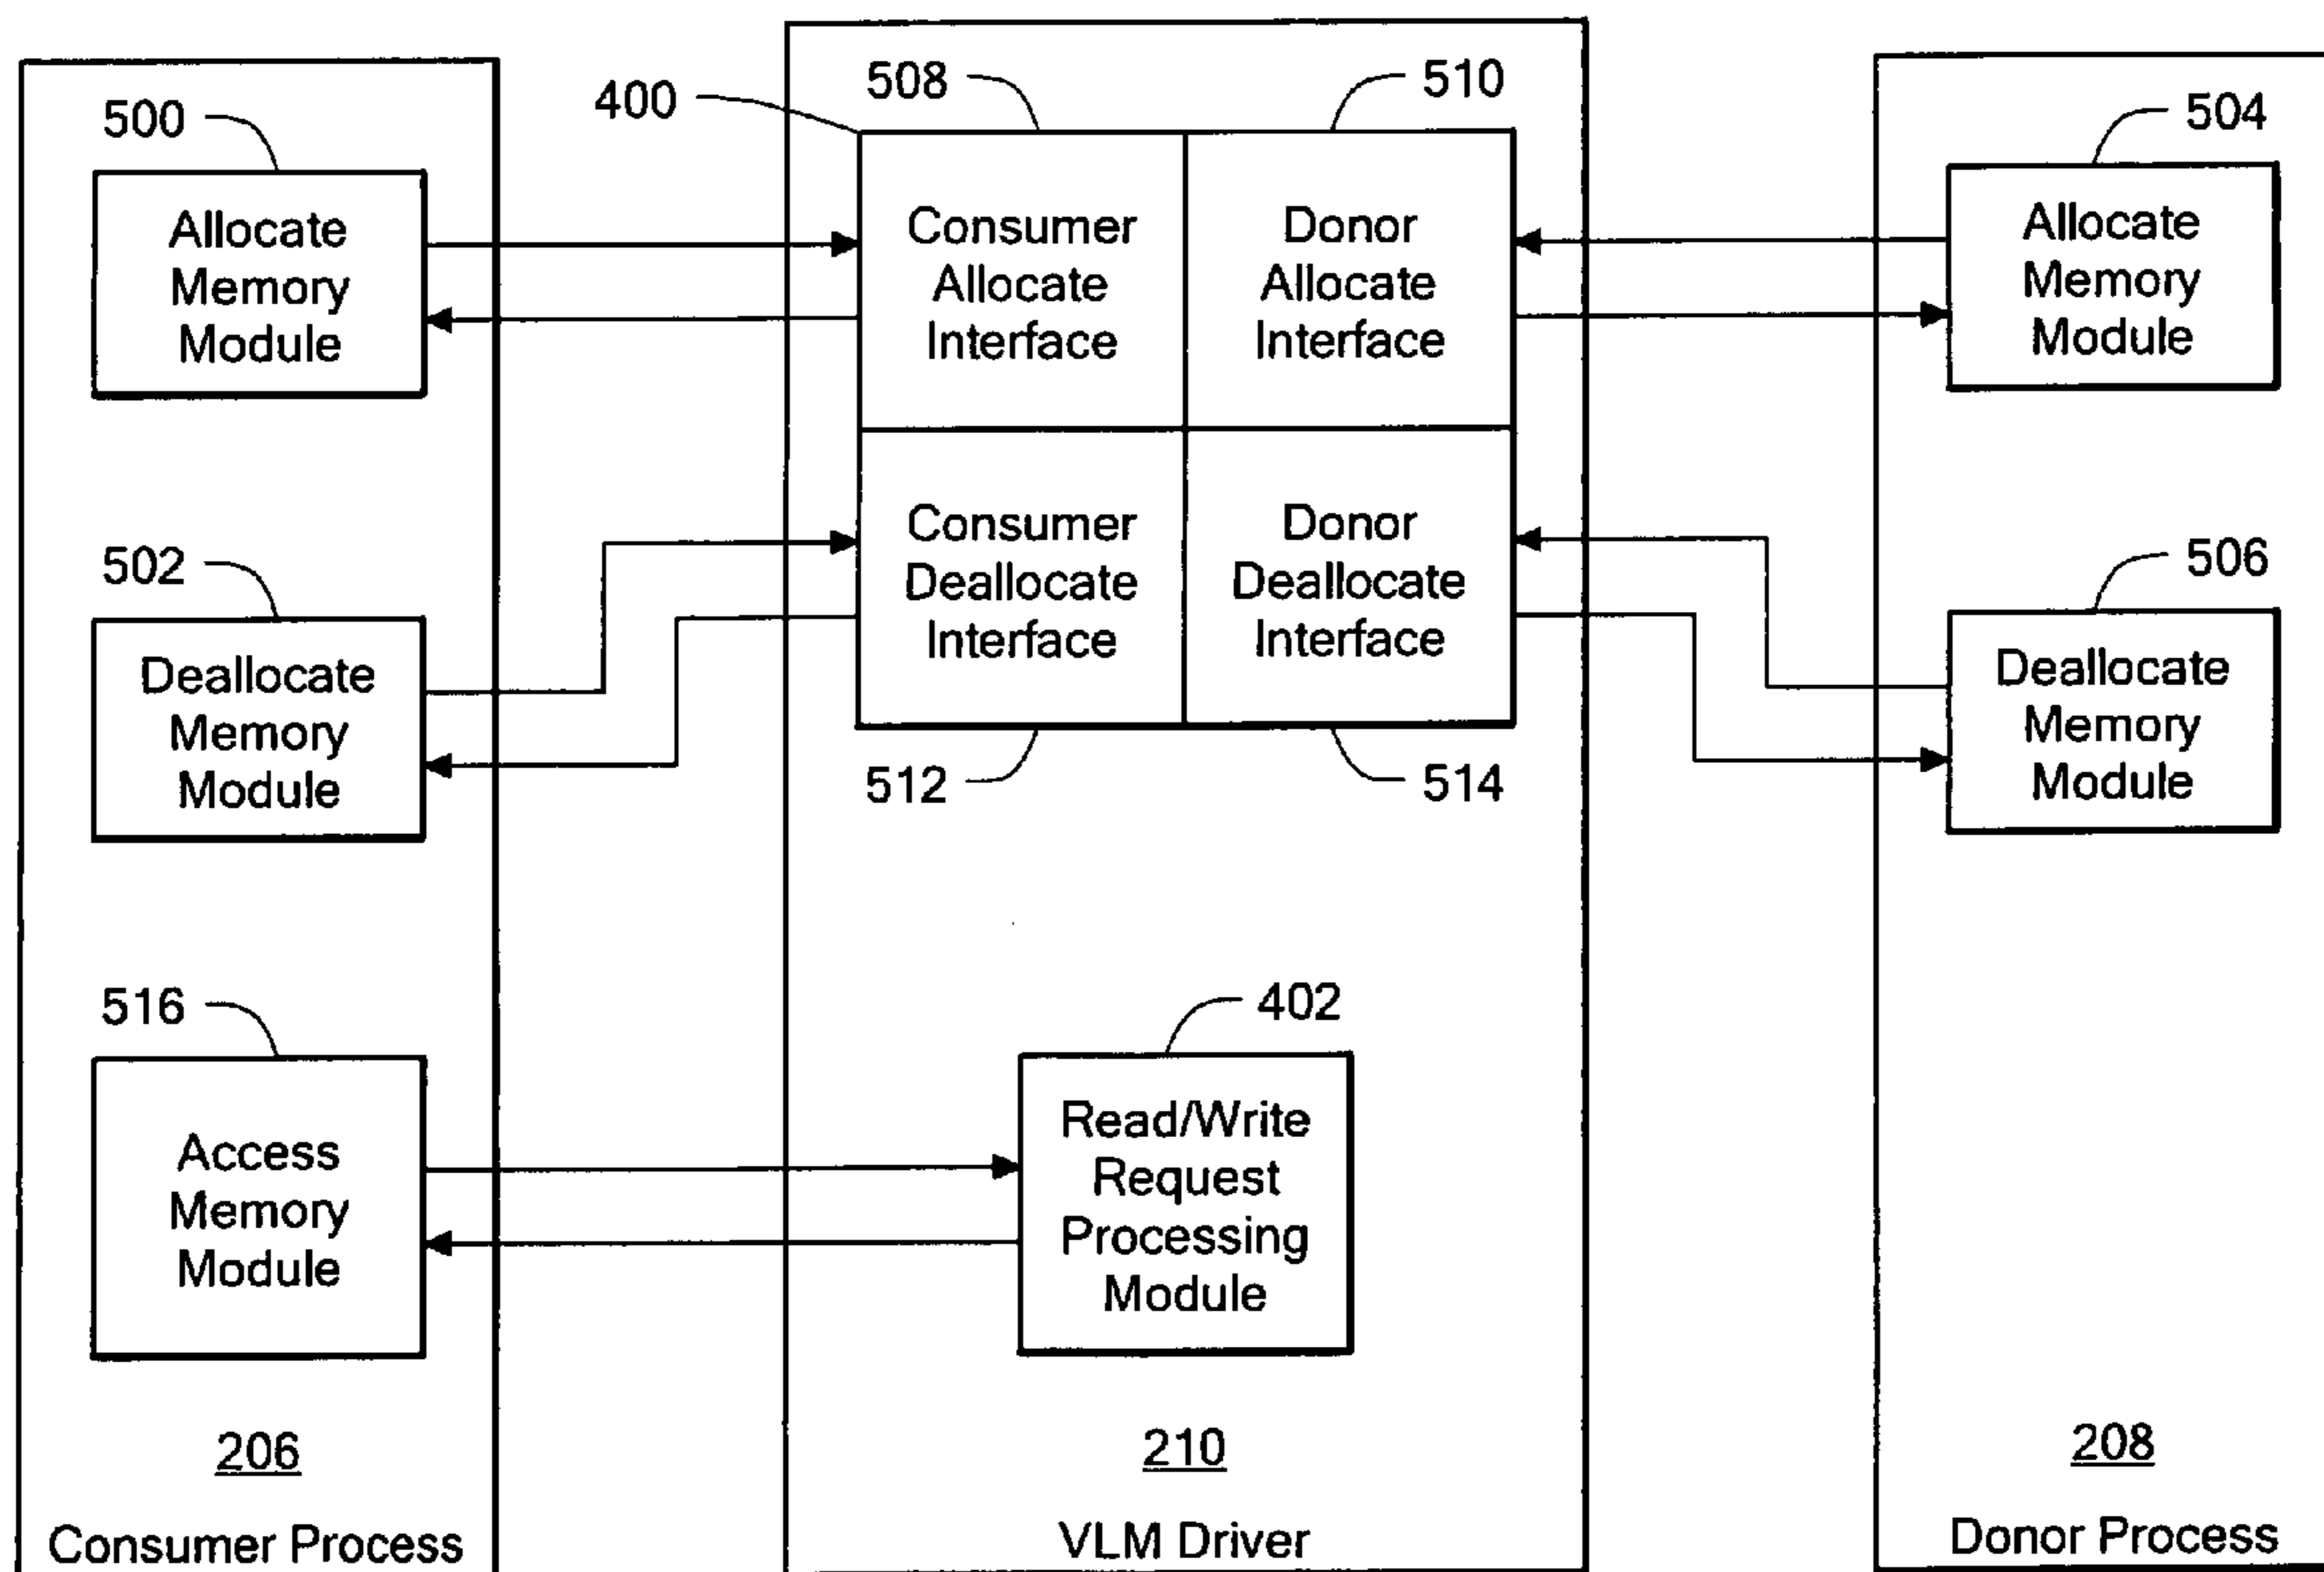 508
510
400
500
504
Allocate
Memory
Module
Consumer
Allocate
Interface
Donor
Allocate
Interface
Allocate
Memory
Module
502
506
Consumer
Deallocate
Interface
Donor
Deallocate
Interface
Deallocate
Memory
Module
Deallocate
Memory
Module
512
514
516
402
Access
Memory
Module
Read/Write
Request
Processing
Module
206
210
208
Consumer Process
VLM Driver
Donor Process